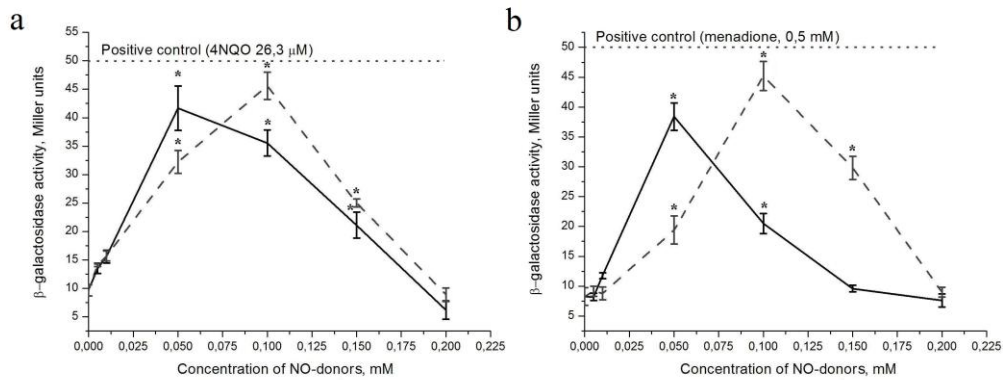 a
Positive control (4NQO 26,3 μM)
β-galactosidase activity, Miller units
55
50
45
40
35
30
25
20
15
10
5
* * * * * *
0,000 0,025 0,050 0,075 0,100 0,125 0,150 0,175 0,200 0,225
Concentration of NO-donors, mM
b
Positive control (menadione, 0,5 mM)
β-galactosidase activity, Miller units
50
45
40
35
30
25
20
15
10
5
* * * * *
0,000 0,025 0,050 0,075 0,100 0,125 0,150 0,175 0,200 0,225
Concentration of NO-donors, mM